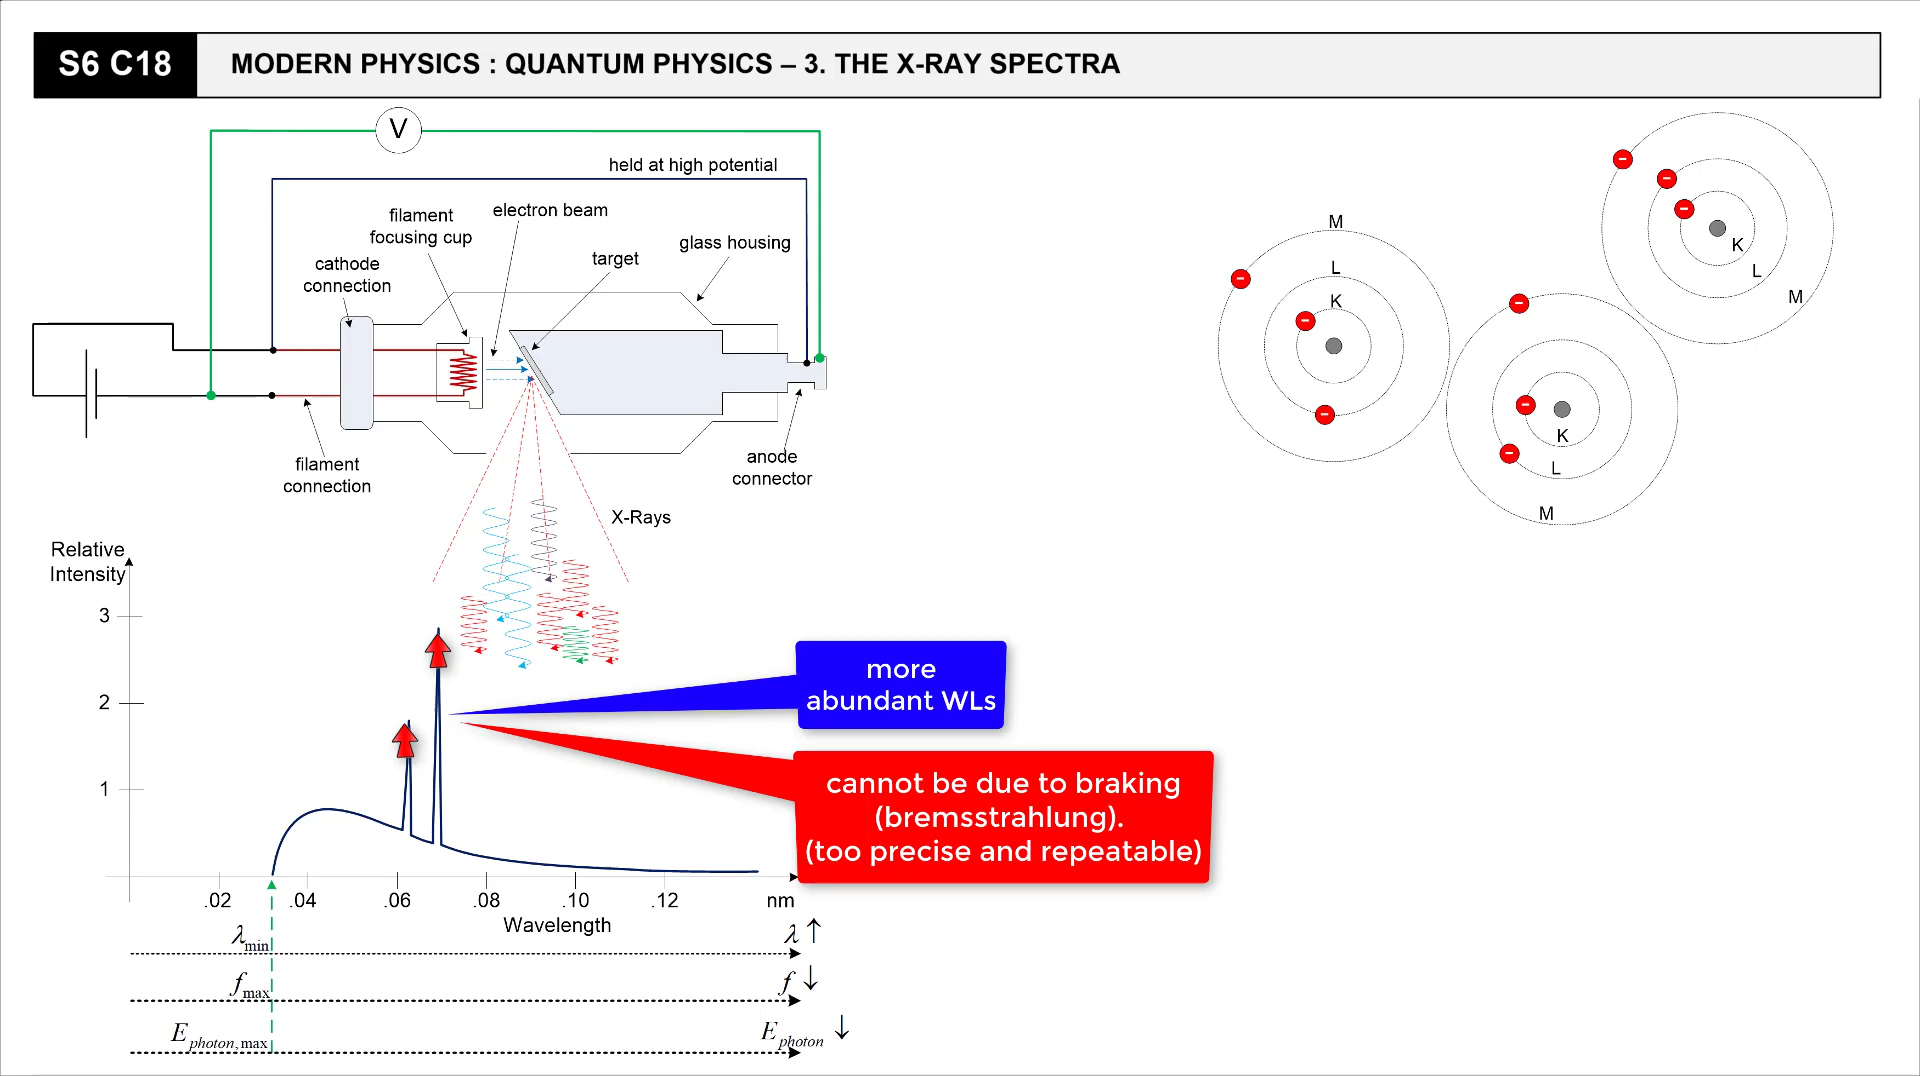 S6 C18
MODERN PHYSICS : QUANTUM PHYSICS – 3. THE X-RAY SPECTRA
V
held at high potential
filament
focusing cup
electron beam
cathode
connection
target
glass housing
filament
connection
anode
connector
X-Rays
M
L
K
K
L
M
K
L
M
Relative
Intensity
3
2
1
more
abundant WLs
cannot be due to braking
(bremsstrahlung).
(too precise and repeatable)
.02 .04 .06 .08 .10 .12 nm
Wavelength
λmin λ ↑
fmax f ↓
Ephoton,max Ephoton ↓